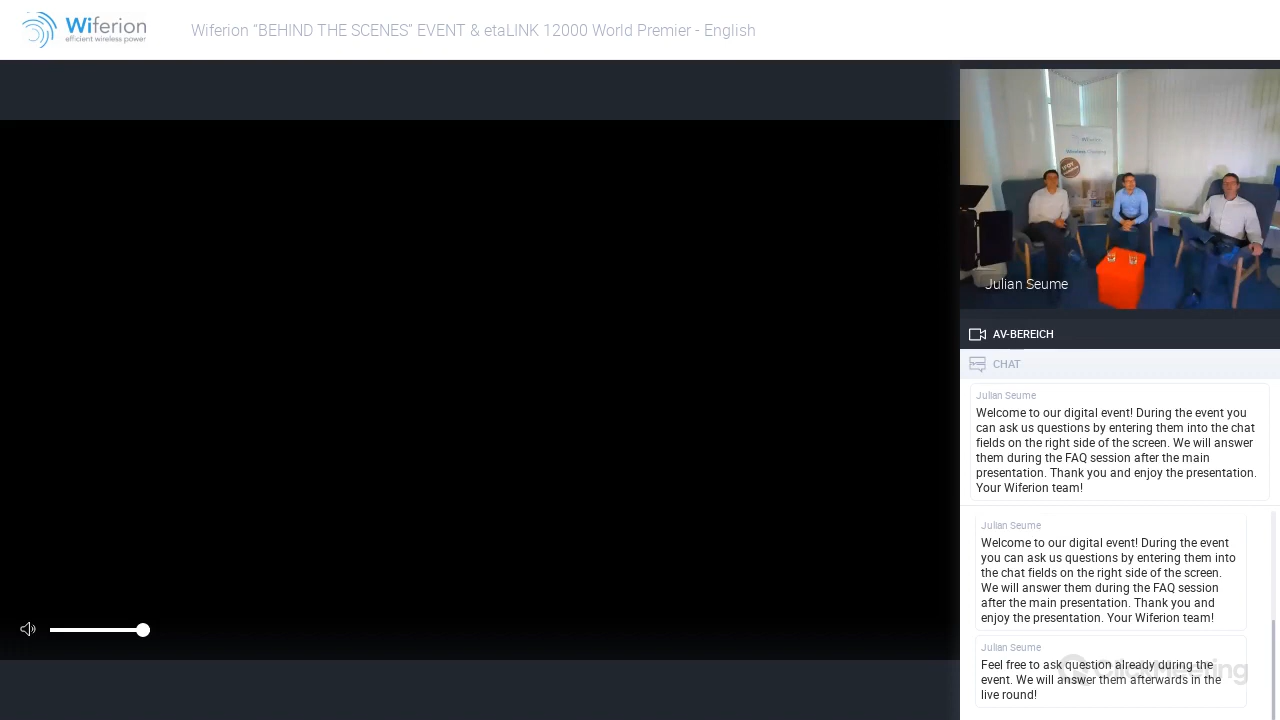 Wiferion
efficient wireless power
Wiferion “BEHIND THE SCENES” EVENT & etaLINK 12000 World Premier - English
Julian Seume
AV-BEREICH
CHAT
Julian Seume
Welcome to our digital event! During the event you
can ask us questions by entering them into the chat
fields on the right side of the screen. We will answer
them during the FAQ session after the main
presentation. Thank you and enjoy the presentation.
Your Wiferion team!
Julian Seume
Welcome to our digital event! During the event
you can ask us questions by entering them into
the chat fields on the right side of the screen.
We will answer them during the FAQ session
after the main presentation. Thank you and
enjoy the presentation. Your Wiferion team!
Julian Seume
Feel free to ask question already during the
event. We will answer them afterwards in the
live round!
ClickMeeting